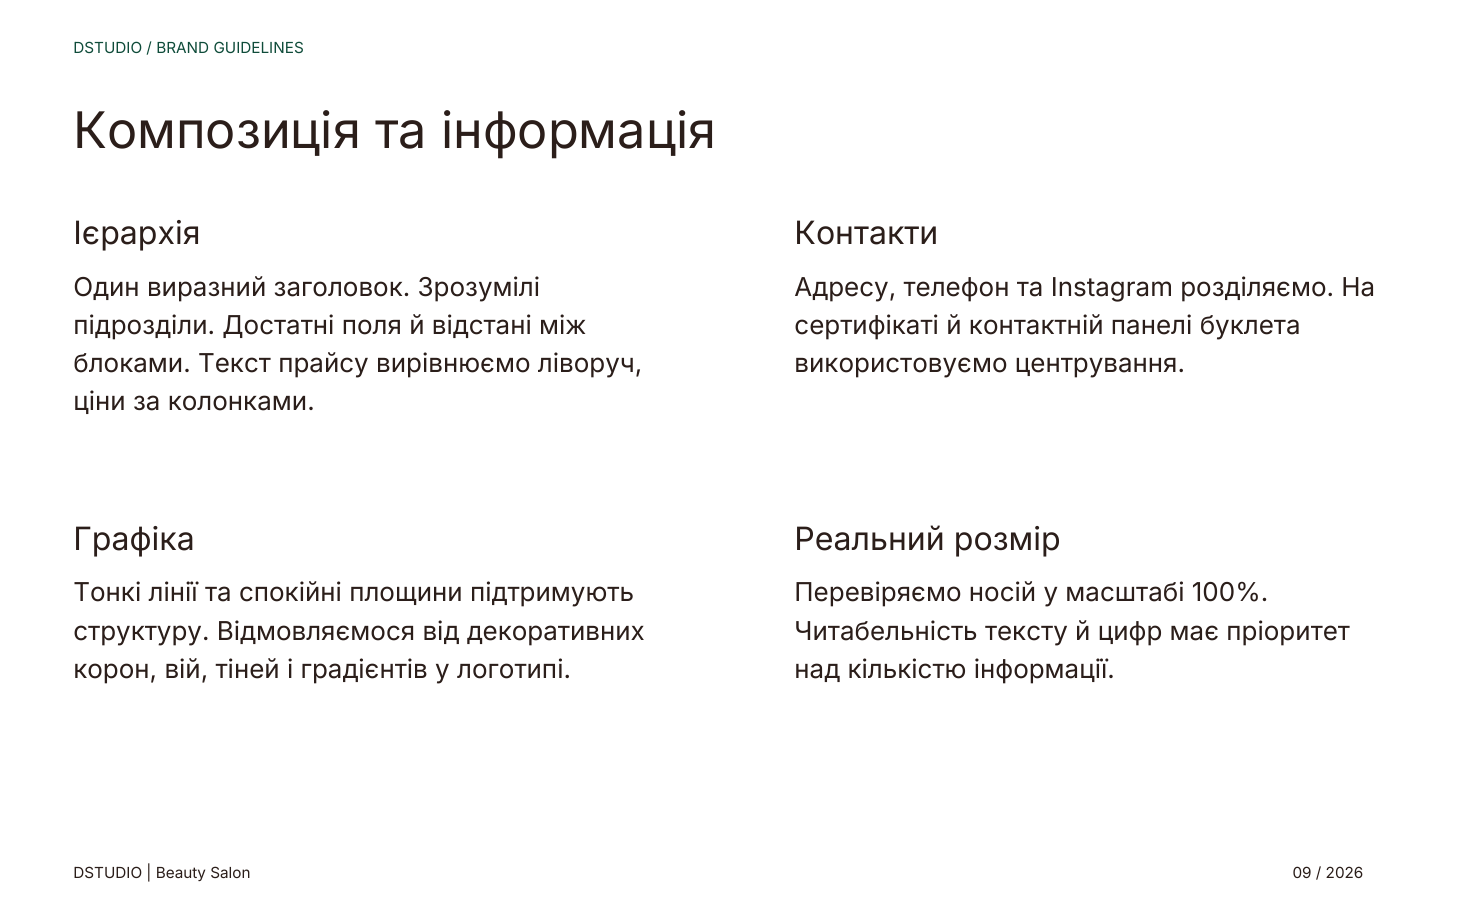 DSTUDIO / BRAND GUIDELINES
Композиція та інформація
Ієрархія
Один виразний заголовок. Зрозумілі
підрозділи. Достатні поля й відстані між
блоками. Текст прайсу вирівнюємо ліворуч,
ціни за колонками.
Контакти
Адресу, телефон та Instagram розділяємо. На
сертифікаті й контактній панелі буклета
використовуємо центрування.
Графіка
Тонкі лінії та спокійні площини підтримують
структуру. Відмовляємося від декоративних
корон, вій, тіней і градієнтів у логотипі.
Реальний розмір
Перевіряємо носій у масштабі 100%.
Читабельність тексту й цифр має пріоритет
над кількістю інформації.
DSTUDIO | Beauty Salon
09 / 2026